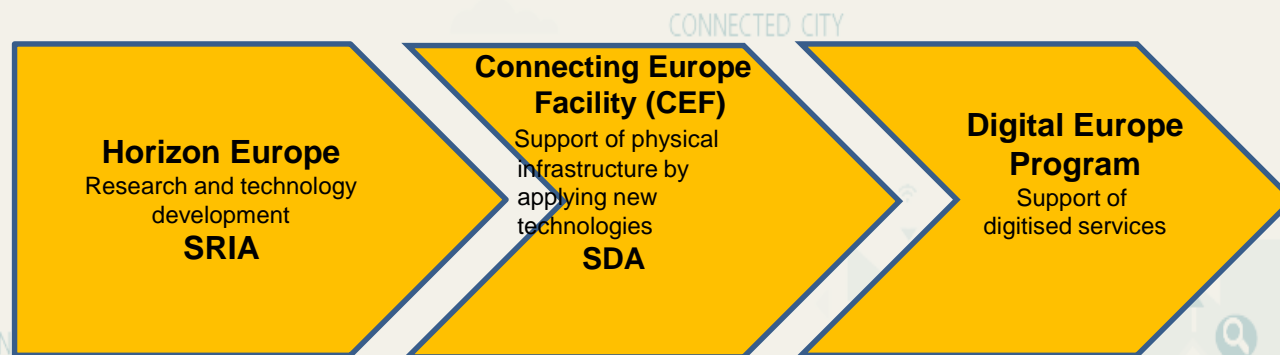 CONNECTED CITY
Horizon Europe
Research and technology
development
SRIA
Connecting Europe
Facility (CEF)
Support of physical
infrastructure by
applying new
technologies
SDA
Digital Europe
Program
Support of
digitised services